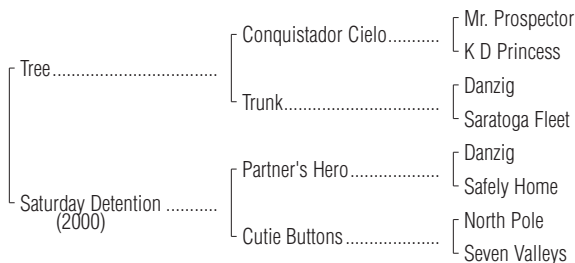 Mr. Prospector
Conquistador Cielo...........
K D Princess
Tree.................................
Danzig
Trunk................................
Saratoga Fleet
Danzig
Partner's Hero..................
Safely Home
Saturday Detention ..........
(2000)
North Pole
Cutie Buttons...................
Seven Valleys